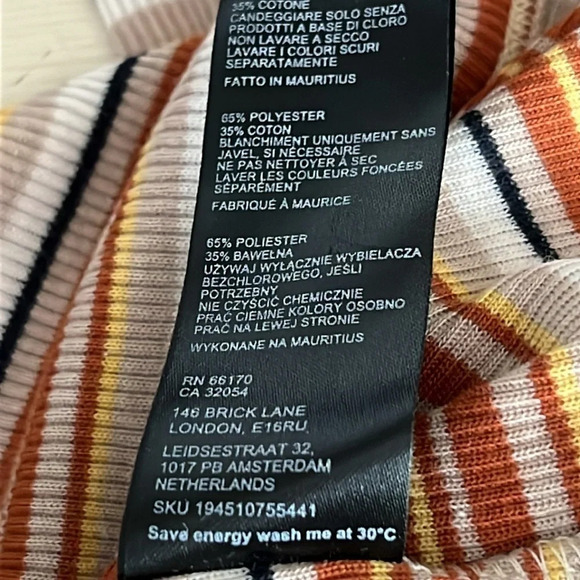 35% COTONE
CANDEGGIARE SOLO SENZA
PRODOTTI A BASE DI CLORO
NON LAVARE A SECCO
LAVARE I COLORI SCURI
SEPARATAMENTE
FATTO IN MAURITIUS
65% POLYESTER
35% COTON
BLANCHIMENT UNIQUEMENT SANS
JAVEL, SI NÉCESSAIRE
NE PAS NETTOYER À SEC
LAVER LES COULEURS FONCÉES
SÉPARÉMENT
FABRIQUÉ À MAURICE
65% POLIESTER
35% BAWEŁNA
UŻYWAJ WYŁĄCZNIE WYBIELACZA
BEZCHLOROWEGO, JEŚLI
POTRZEBNY
NIE CZYŚCIĆ CHEMICZNIE
PRAĆ CIEMNE KOLORY OSOBNO
PRAĆ NA LEWEJ STRONIE
WYKONANE NA MAURITIUS
RN 66170
CA 32054
146 BRICK LANE
LONDON, E16RU
LEIDSESTRAAT 32,
1017 PB AMSTERDAM
NETHERLANDS
SKU 194510755441
Save energy wash me at 30°C